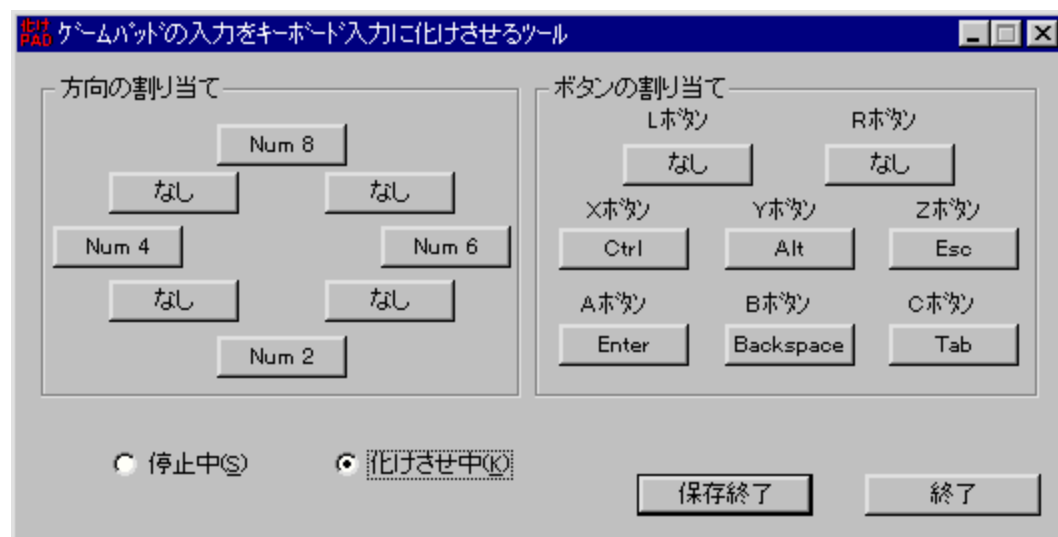 化け
PAD
ｹﾞｰﾑﾊﾟｯﾄﾞの入力をｷｰﾎﾞｰﾄﾞ入力に化けさせるﾂｰﾙ
方向の割り当て
Num 8
なし なし
Num 4 Num 6
なし なし
Num 2
ボタンの割り当て
Lﾎﾞﾀﾝ Rﾎﾞﾀﾝ
なし なし
Xﾎﾞﾀﾝ Yﾎﾞﾀﾝ Zﾎﾞﾀﾝ
Ctrl Alt Esc
Aﾎﾞﾀﾝ Bﾎﾞﾀﾝ Cﾎﾞﾀﾝ
Enter Backspace Tab
停止中(S) 化けさせ中(K)
保存終了 終了